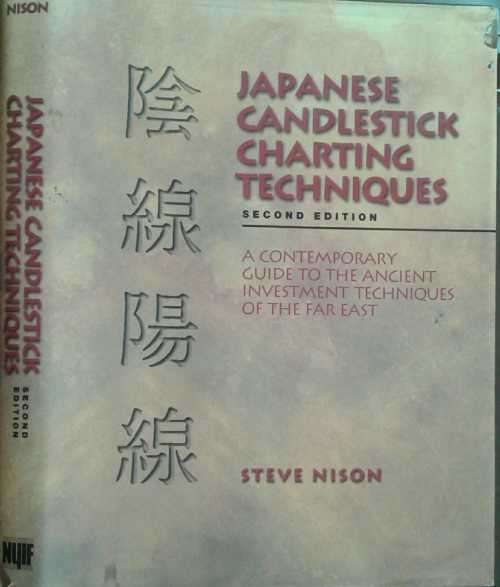 NISON
JAPANESE CANDLESTICK
CHARTING TECHNIQUES
SECOND
EDITION
NYIF
陰
線
陽
線
JAPANESE
CANDLESTICK
CHARTING
TECHNIQUES
SECOND EDITION
A CONTEMPORARY
GUIDE TO THE ANCIENT
INVESTMENT TECHNIQUES
OF THE FAR EAST
STEVE NISON